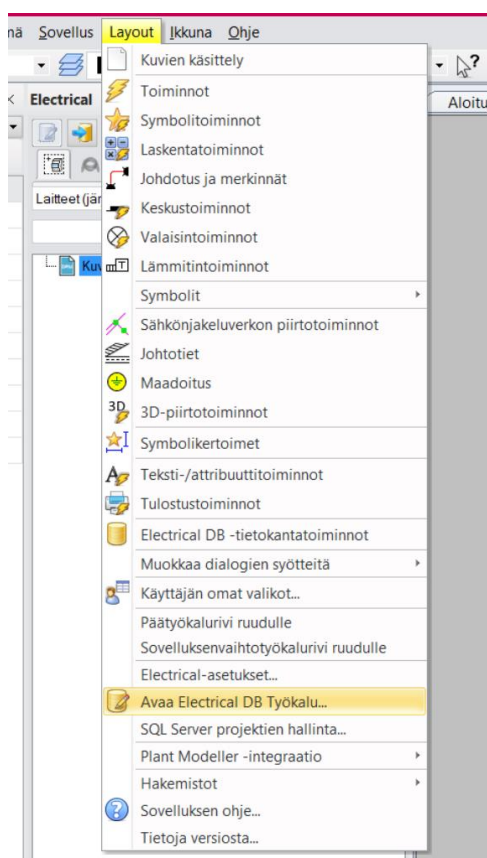 Sovellus Layout Ikkuna Ohje
Kuvien käsittely
Electrical
Toiminnot
Symbolitoiminnot
Laskentatoiminnot
Johdotus ja merkinnät
Keskustoiminnot
Valaisintoiminnot
Lämmitintoiminnot
Symbolit
Sähkönjakeluverkon piirtotoiminnot
Johtotiet
Maadoitus
3D 3D-piirtotoiminnot
Symbolikertoimet
Teksti-/attribuuttitoiminnot
Tulostustoiminnot
Electrical DB -tietokantatoiminnot
Muokkaa dialogien syötteitä
Käyttäjän omat valikot...
Päätyökalurivi ruudulle
Sovelluksenvaihtotyökalurivi ruudulle
Electrical-asetukset...
Avaa Electrical DB Työkalu...
SQL Server projektien hallinta...
Plant Modeller -integraatio
Hakemistot
Sovelluksen ohje...
Tietoja versiosta...